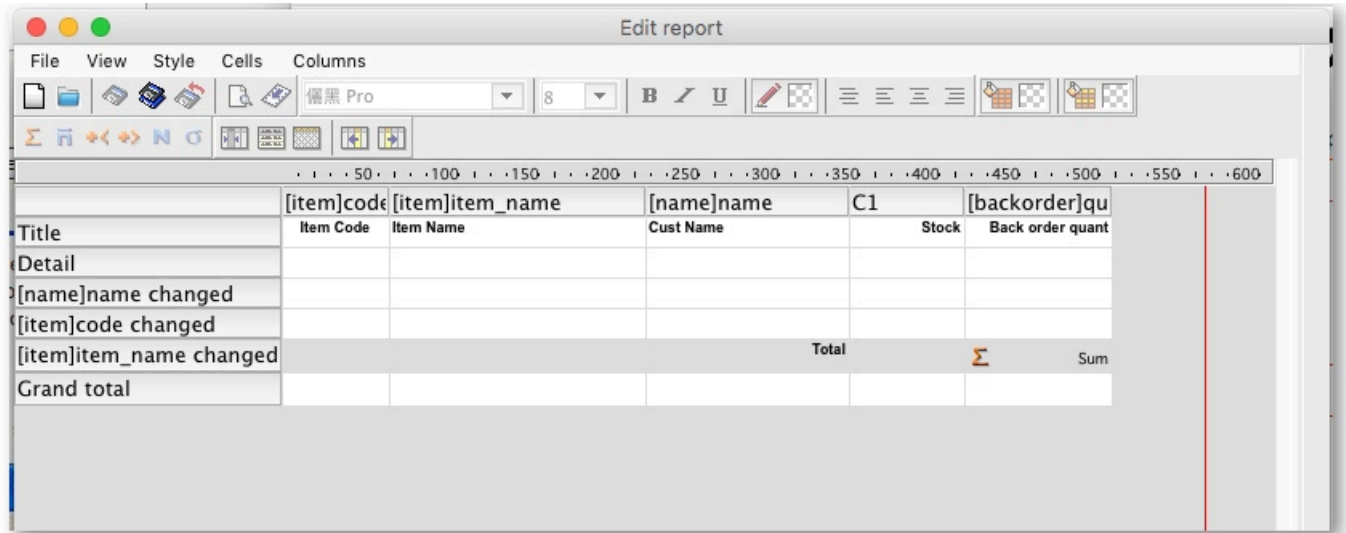 Edit report
File View Style Cells Columns
儷黑 Pro 8 B I U
Σ n N σ
50 100 150 200 250 300 350 400 450 500 550 600
[item]code [item]item_name [name]name C1 [backorder]qu
Title Item Code Item Name Cust Name Stock Back order quant
Detail
[name]name changed
[item]code changed
[item]item_name changed Total Σ Sum
Grand total